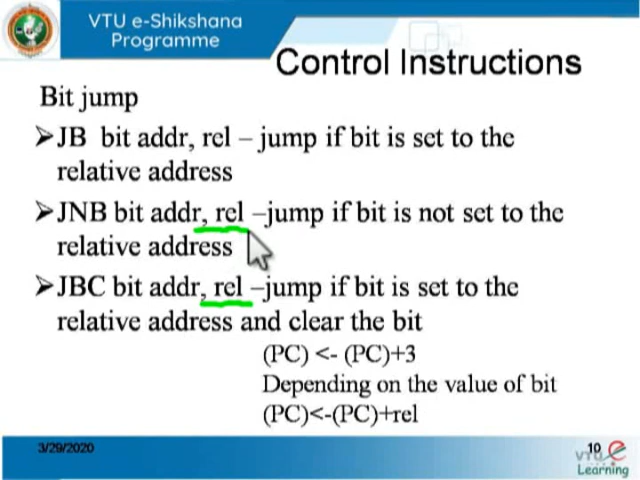 VTU e-Shikshana
Programme
Control Instructions
Bit jump
➢JB bit addr, rel – jump if bit is set to the
relative address
➢JNB bit addr, rel –jump if bit is not set to the
relative address
➢JBC bit addr, rel –jump if bit is set to the
relative address and clear the bit
(PC) <- (PC)+3
Depending on the value of bit
(PC)<-(PC)+rel
3/29/2020
10
VTU e
Learning